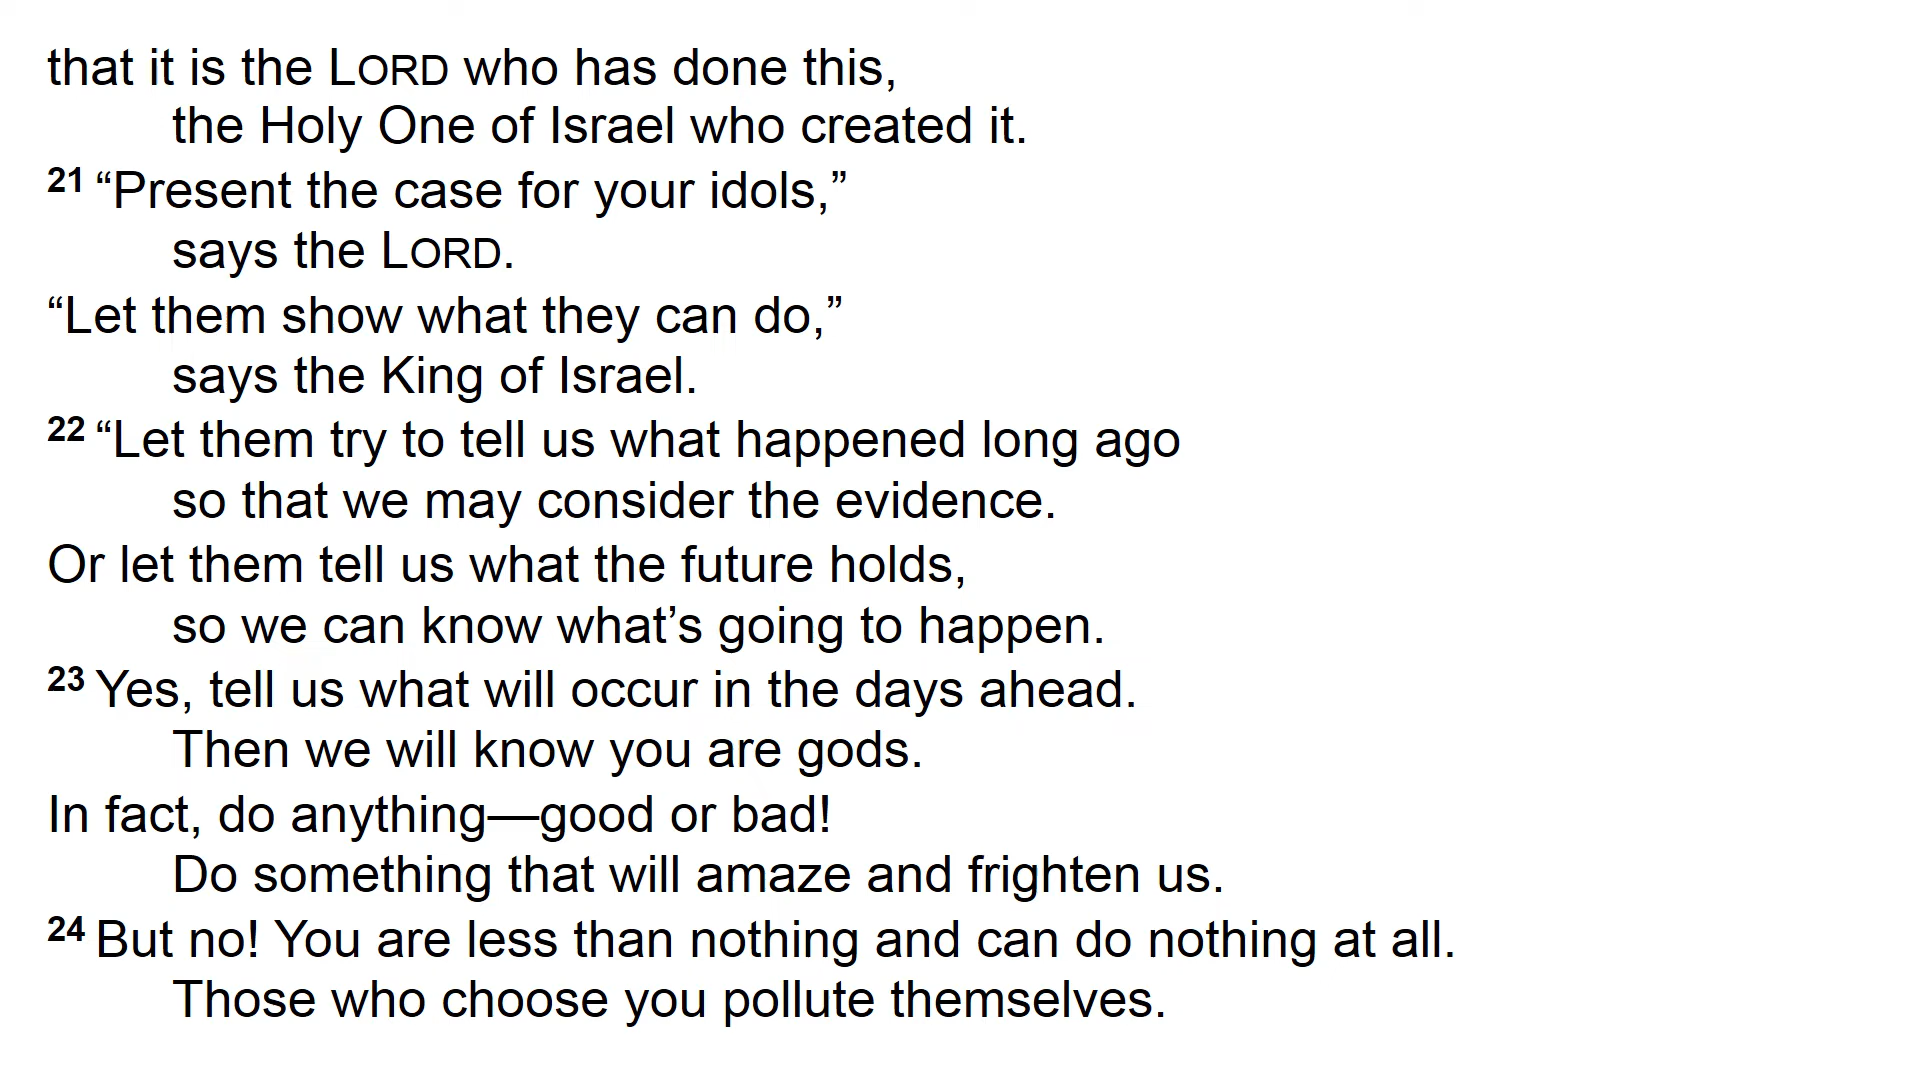 that it is the LORD who has done this,
the Holy One of Israel who created it.
21 “Present the case for your idols,”
says the LORD.
“Let them show what they can do,”
says the King of Israel.
22 “Let them try to tell us what happened long ago
so that we may consider the evidence.
Or let them tell us what the future holds,
so we can know what’s going to happen.
23 Yes, tell us what will occur in the days ahead.
Then we will know you are gods.
In fact, do anything—good or bad!
Do something that will amaze and frighten us.
24 But no! You are less than nothing and can do nothing at all.
Those who choose you pollute themselves.